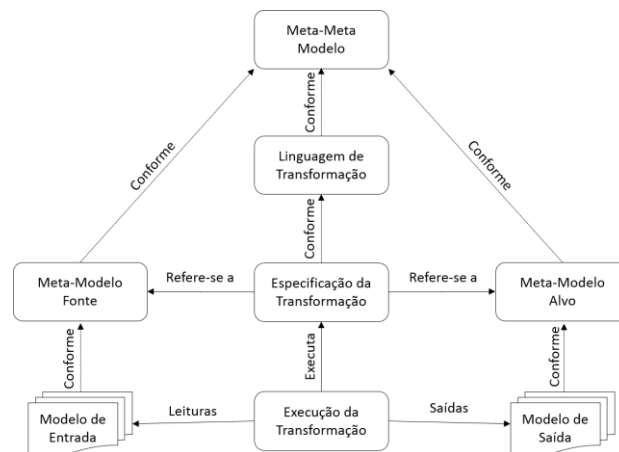 Meta-Meta
Modelo
Conforme
Conforme
Conforme
Linguagem de
Transformação
Conforme
Meta-Modelo
Fonte
Refere-se a
Especificação da
Transformação
Refere-se a
Meta-Modelo
Alvo
Conforme
Executa
Conforme
Modelo de
Entrada
Leituras
Execução da
Transformação
Saídas
Modelo de
Saída